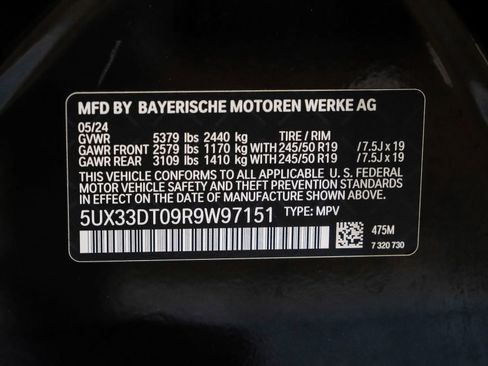 MFD BY BAYERISCHE MOTOREN WERKE AG
05/24
GVWR 5379 lbs 2440 kg TIRE / RIM
GAWR FRONT 2579 lbs 1170 kg WITH 245/50 R19 / 7.5J x 19
GAWR REAR 3109 lbs 1410 kg WITH 245/50 R19 / 7.5J x 19
THIS VEHICLE CONFORMS TO ALL APPLICABLE U. S. FEDERAL
MOTOR VEHICLE SAFETY AND THEFT PREVENTION STANDARDS
IN EFFECT ON THE DATE OF MANUFACTURE SHOWN ABOVE.
5UX33DT09R9W97151 TYPE: MPV
475M
7 320 730